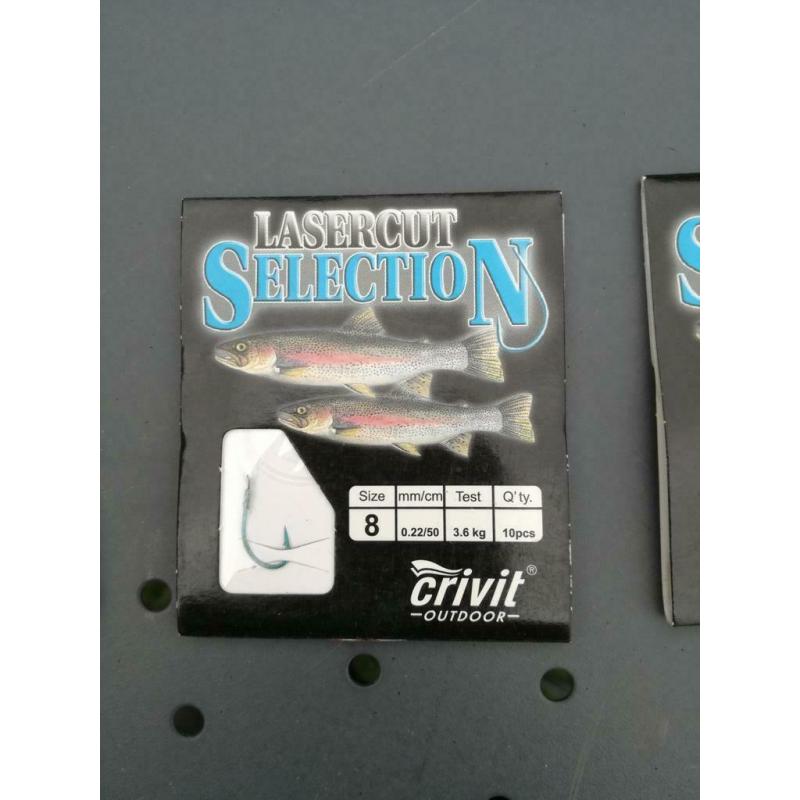 LASERCUT
SELECTION
Size mm/cm Test Q'ty.
8 0.22/50 3.6 kg 10pcs
crivit®
OUTDOOR
S